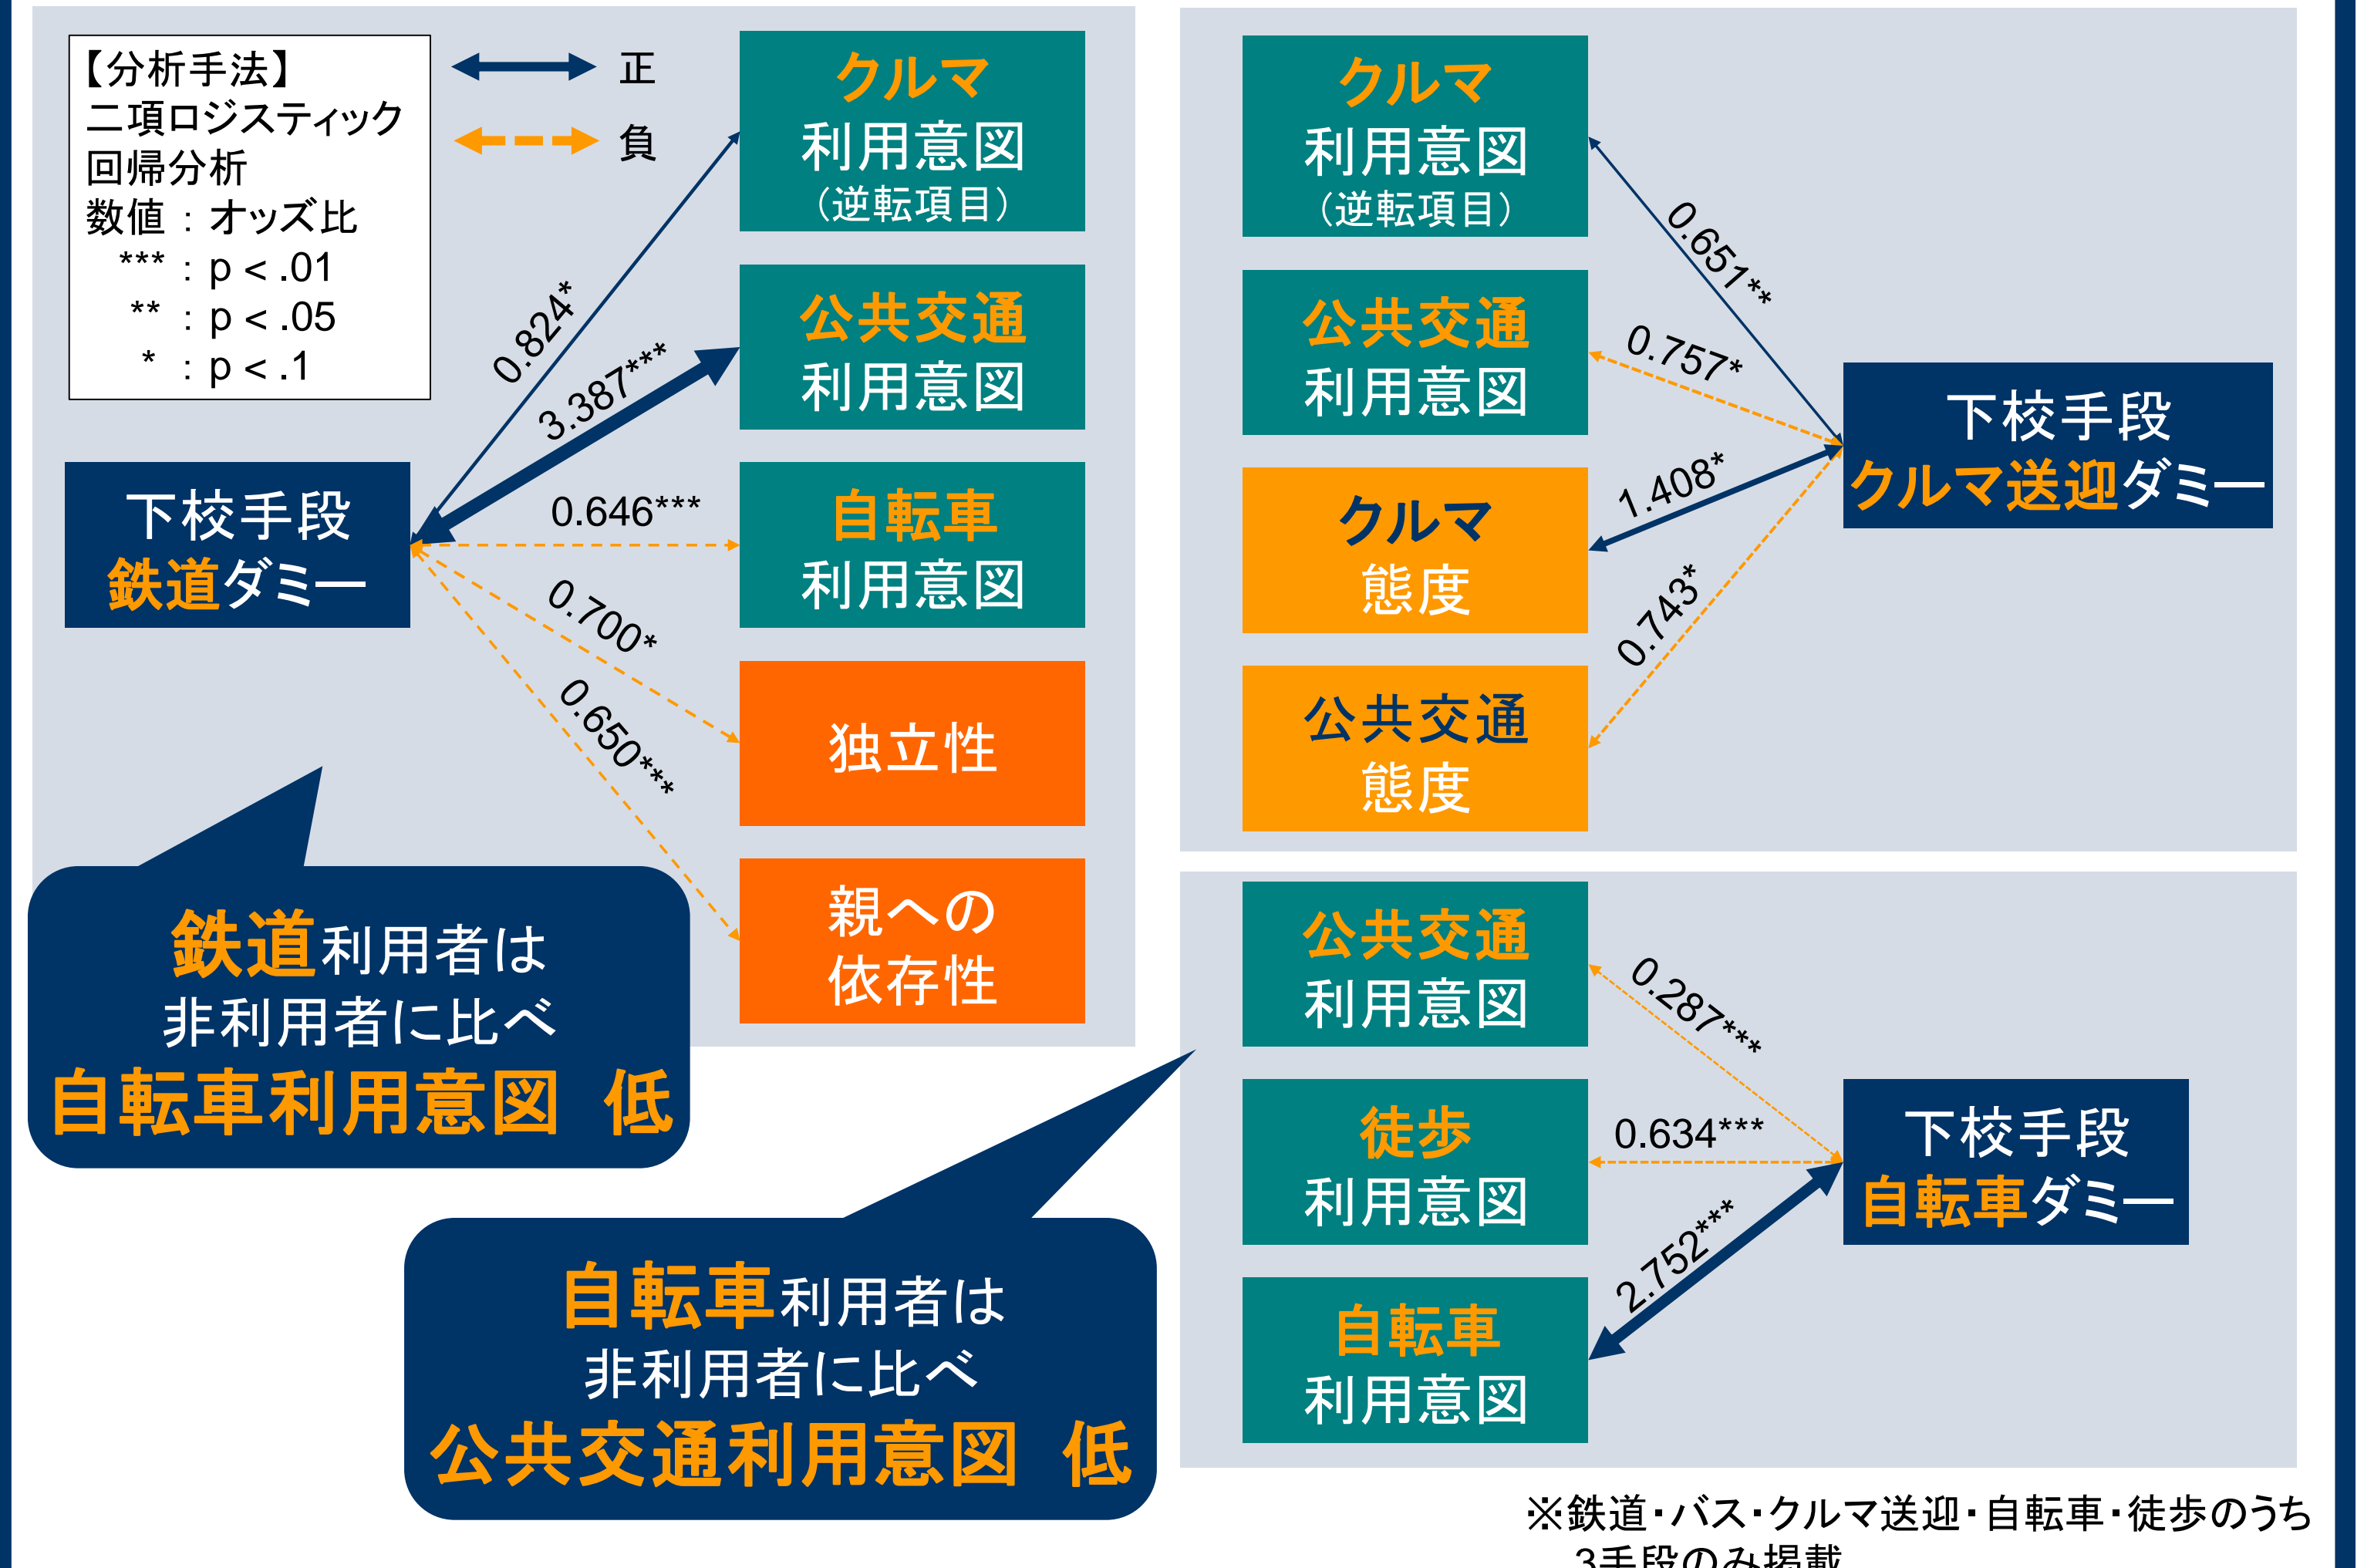 【分析手法】
二項ロジスティック
回帰分析
数値：オッズ比
***：p < .01
**：p < .05
*：p < .1
正
負
クルマ
利用意図
（逆転項目）
公共交通
利用意図
自転車
利用意図
独立性
親への
依存性
0.824*
3.387***
0.646***
0.700*
0.650***
下校手段
鉄道ダミー
鉄道利用者は
非利用者に比べ
自転車利用意図　低
クルマ
利用意図
（逆転項目）
公共交通
利用意図
クルマ
態度
公共交通
態度
0.651**
0.757*
1.408*
0.743*
下校手段
クルマ送迎ダミー
公共交通
利用意図
徒歩
利用意図
自転車
利用意図
0.287***
0.634***
2.752***
下校手段
自転車ダミー
自転車利用者は
非利用者に比べ
公共交通利用意図　低
※鉄道・バス・クルマ送迎・自転車・徒歩のうち
3手段のみ掲載